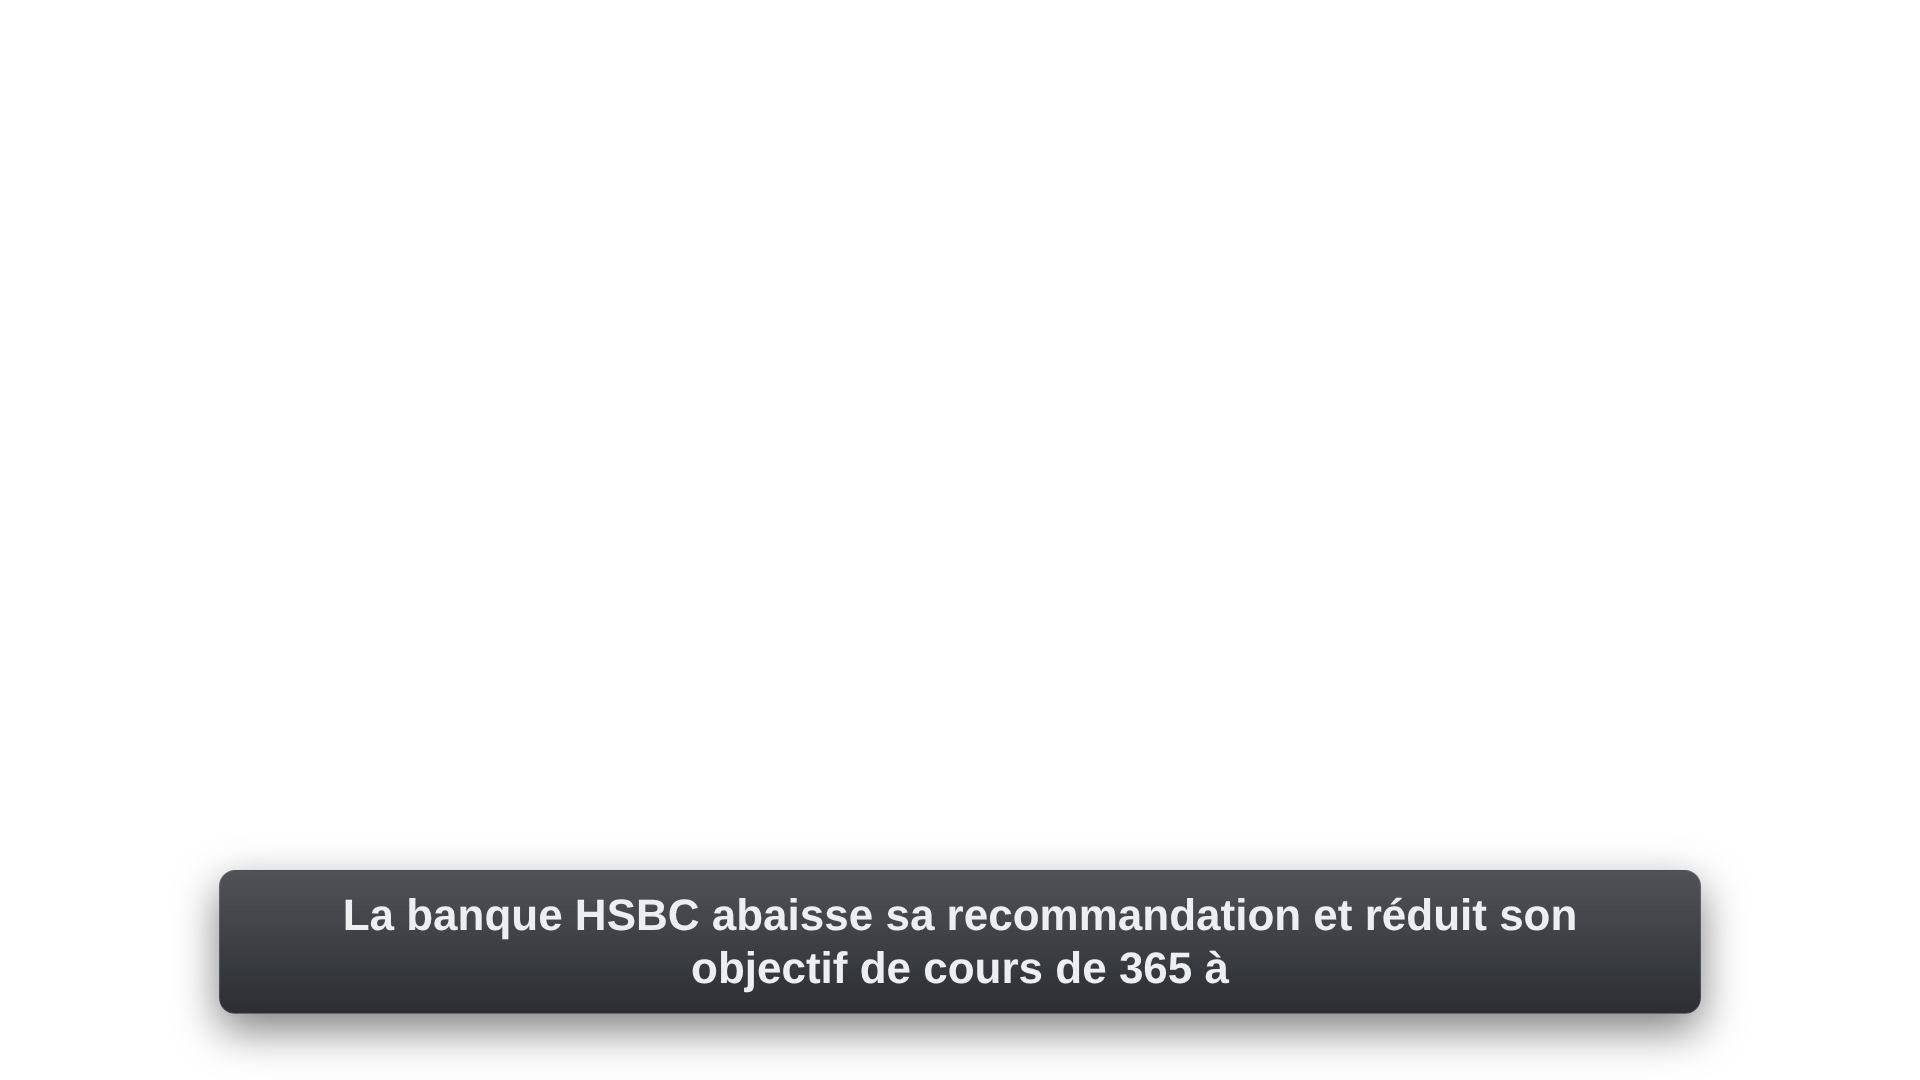 La banque HSBC abaisse sa recommandation et réduit son
objectif de cours de 365 à